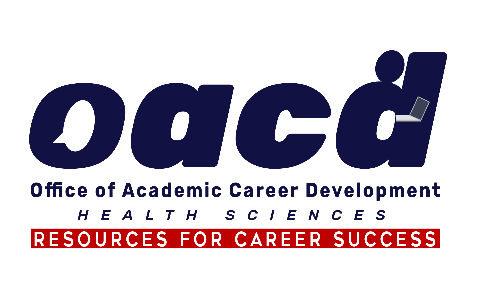 oacd
Office of Academic Career Development
HEALTH SCIENCES
RESOURCES FOR CAREER SUCCESS